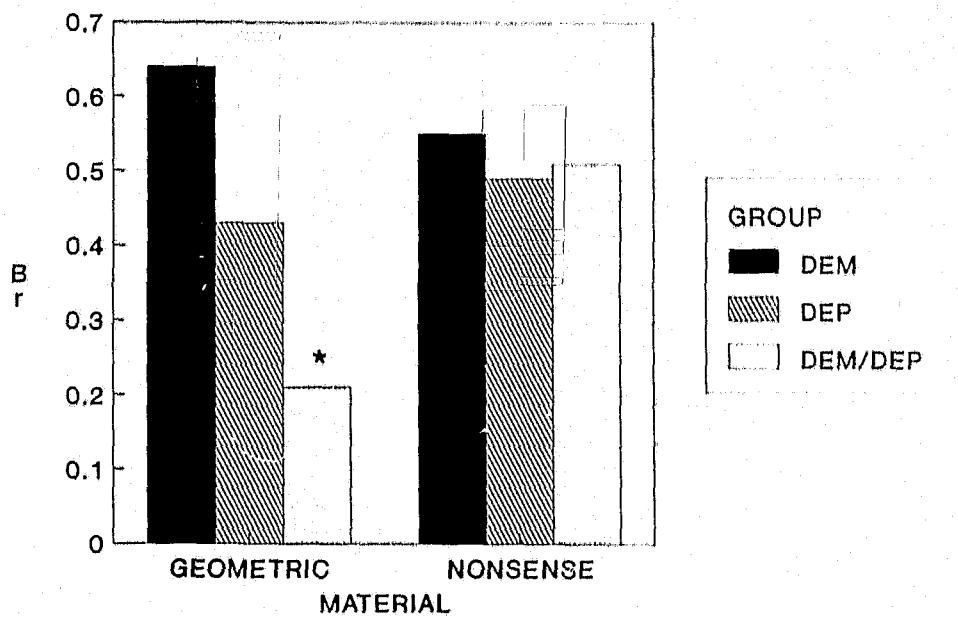 0.7
0.6
0.5
0.4
0.3
0.2
0.1
0
B
r
*
GEOMETRIC NONSENSE
MATERIAL
GROUP
DEM
DEP
DEM/DEP